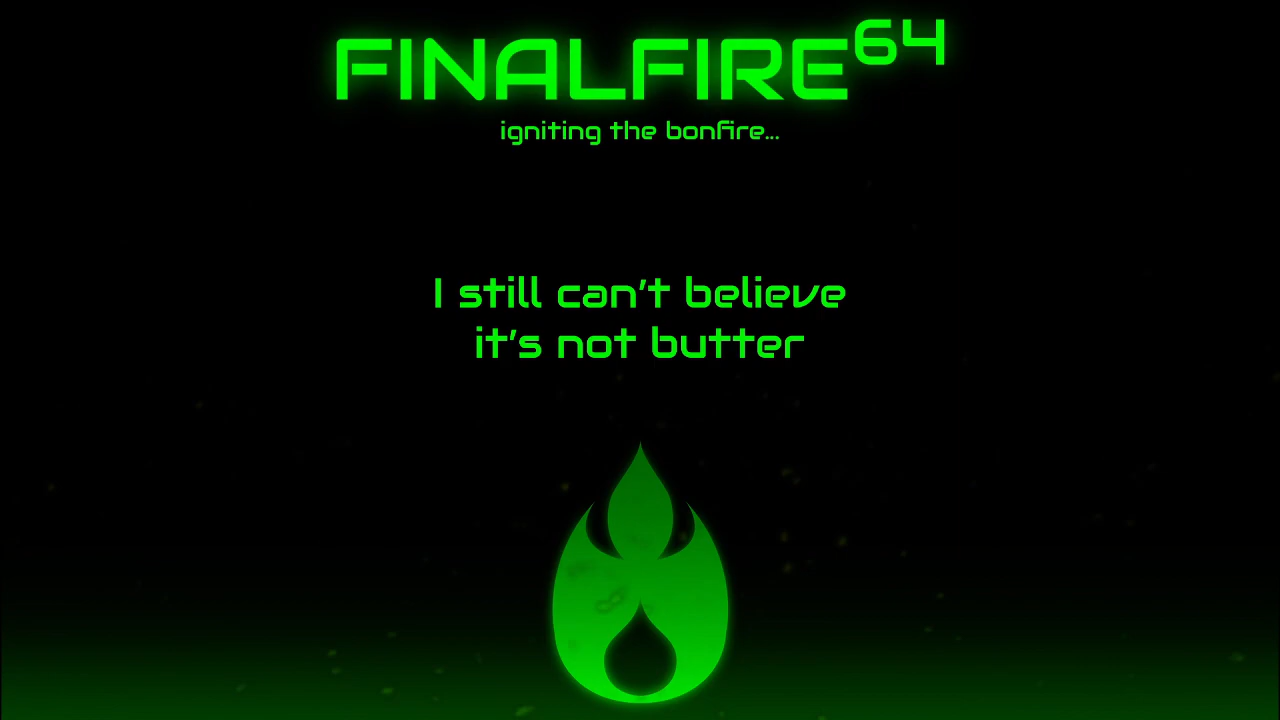 FINALFIRE64
igniting the bonfire...
I still can't believe
it's not butter